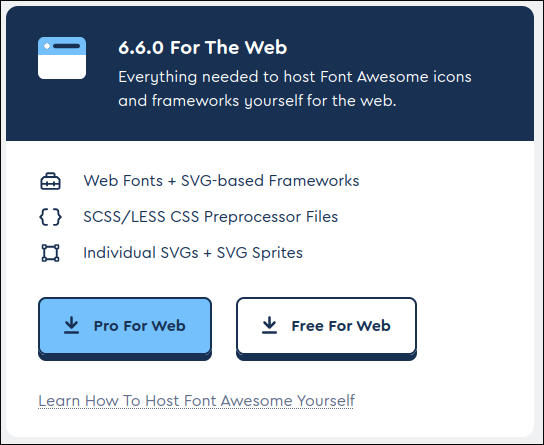 6.6.0 For The Web
Everything needed to host Font Awesome icons
and frameworks yourself for the web.
Web Fonts + SVG-based Frameworks
SCSS/LESS CSS Preprocessor Files
Individual SVGs + SVG Sprites
Pro For Web
Free For Web
Learn How To Host Font Awesome Yourself